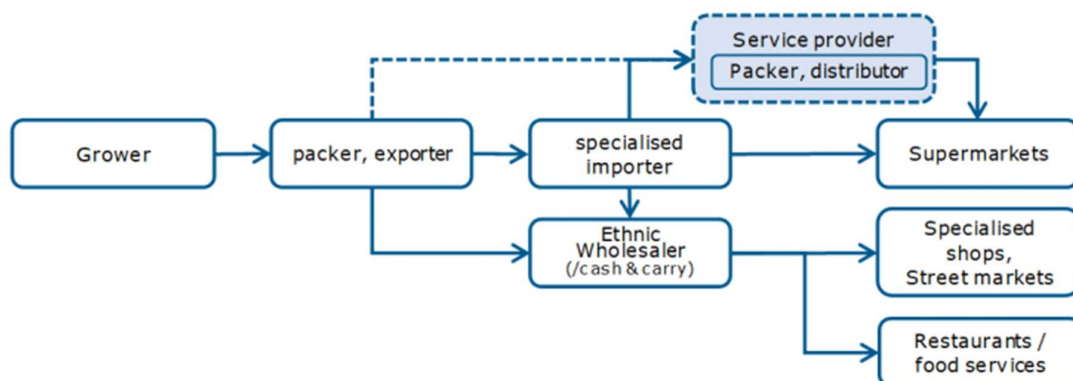 Service provider
Packer, distributor
Grower
packer, exporter
specialised
importer
Supermarkets
Ethnic
Wholesaler
(/cash & carry)
Specialised
shops,
Street markets
Restaurants /
food services